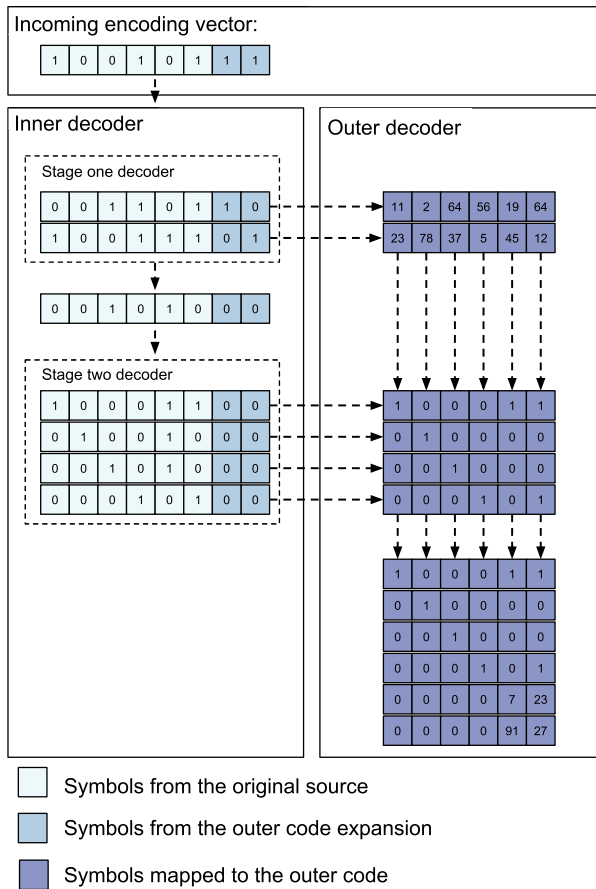 Incoming encoding vector:
1 0 0 1 0 1 1 1
Inner decoder
Stage one decoder
0 0 1 1 0 1 1 0
1 0 0 1 1 1 0 1
0 0 1 0 1 0 0 0
Stage two decoder
1 0 0 0 1 1 0 0
0 1 0 0 1 0 0 0
0 0 1 0 1 0 0 0
0 0 0 1 0 1 0 0
Outer decoder
11 2 64 56 19 64
23 78 37 5 45 12
1 0 0 0 1 1
0 1 0 0 0 0
0 0 1 0 0 0
0 0 0 1 0 1
1 0 0 0 1 1
0 1 0 0 0 0
0 0 1 0 0 0
0 0 0 1 0 1
0 0 0 0 7 23
0 0 0 0 91 27
Symbols from the original source
Symbols from the outer code expansion
Symbols mapped to the outer code